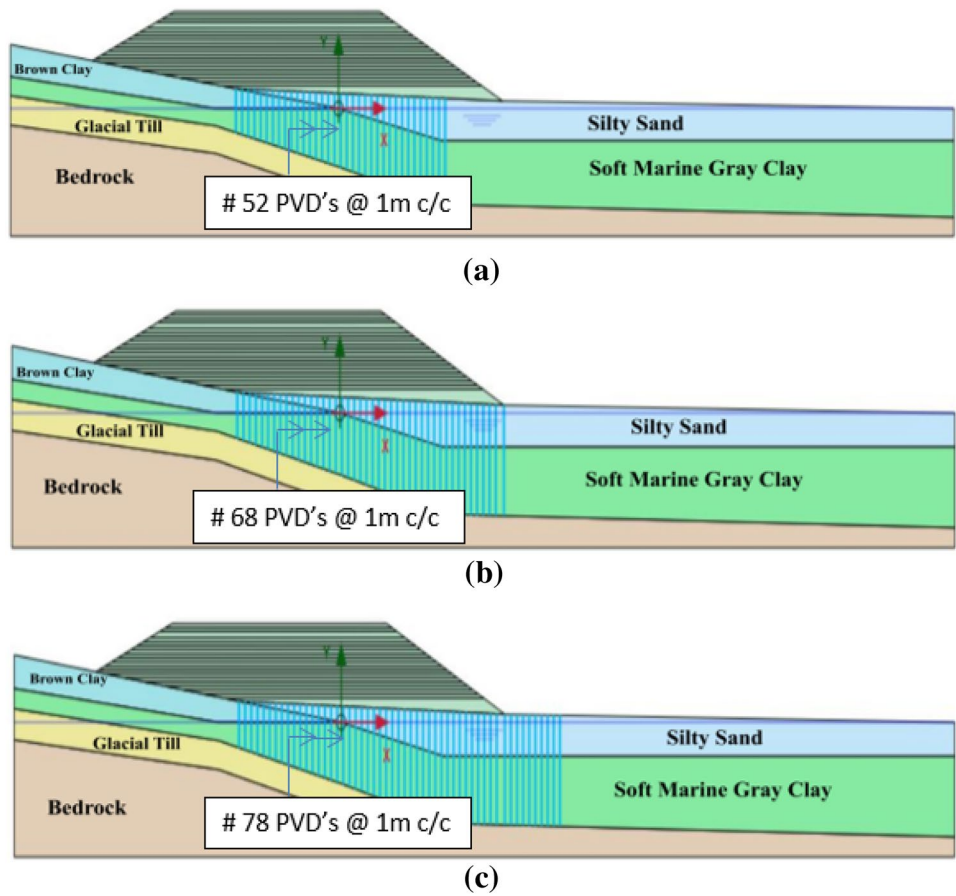 Y
Brown Clay
Silty Sand
Glacial Till
X
Soft Marine Gray Clay
Bedrock
# 52 PVD's @ 1m c/c
(a)
Y
Brown Clay
Silty Sand
Glacial Till
X
Soft Marine Gray Clay
Bedrock
# 68 PVD's @ 1m c/c
(b)
Y
Brown Clay
Silty Sand
Glacial Till
X
Soft Marine Gray Clay
Bedrock
# 78 PVD's @ 1m c/c
(c)